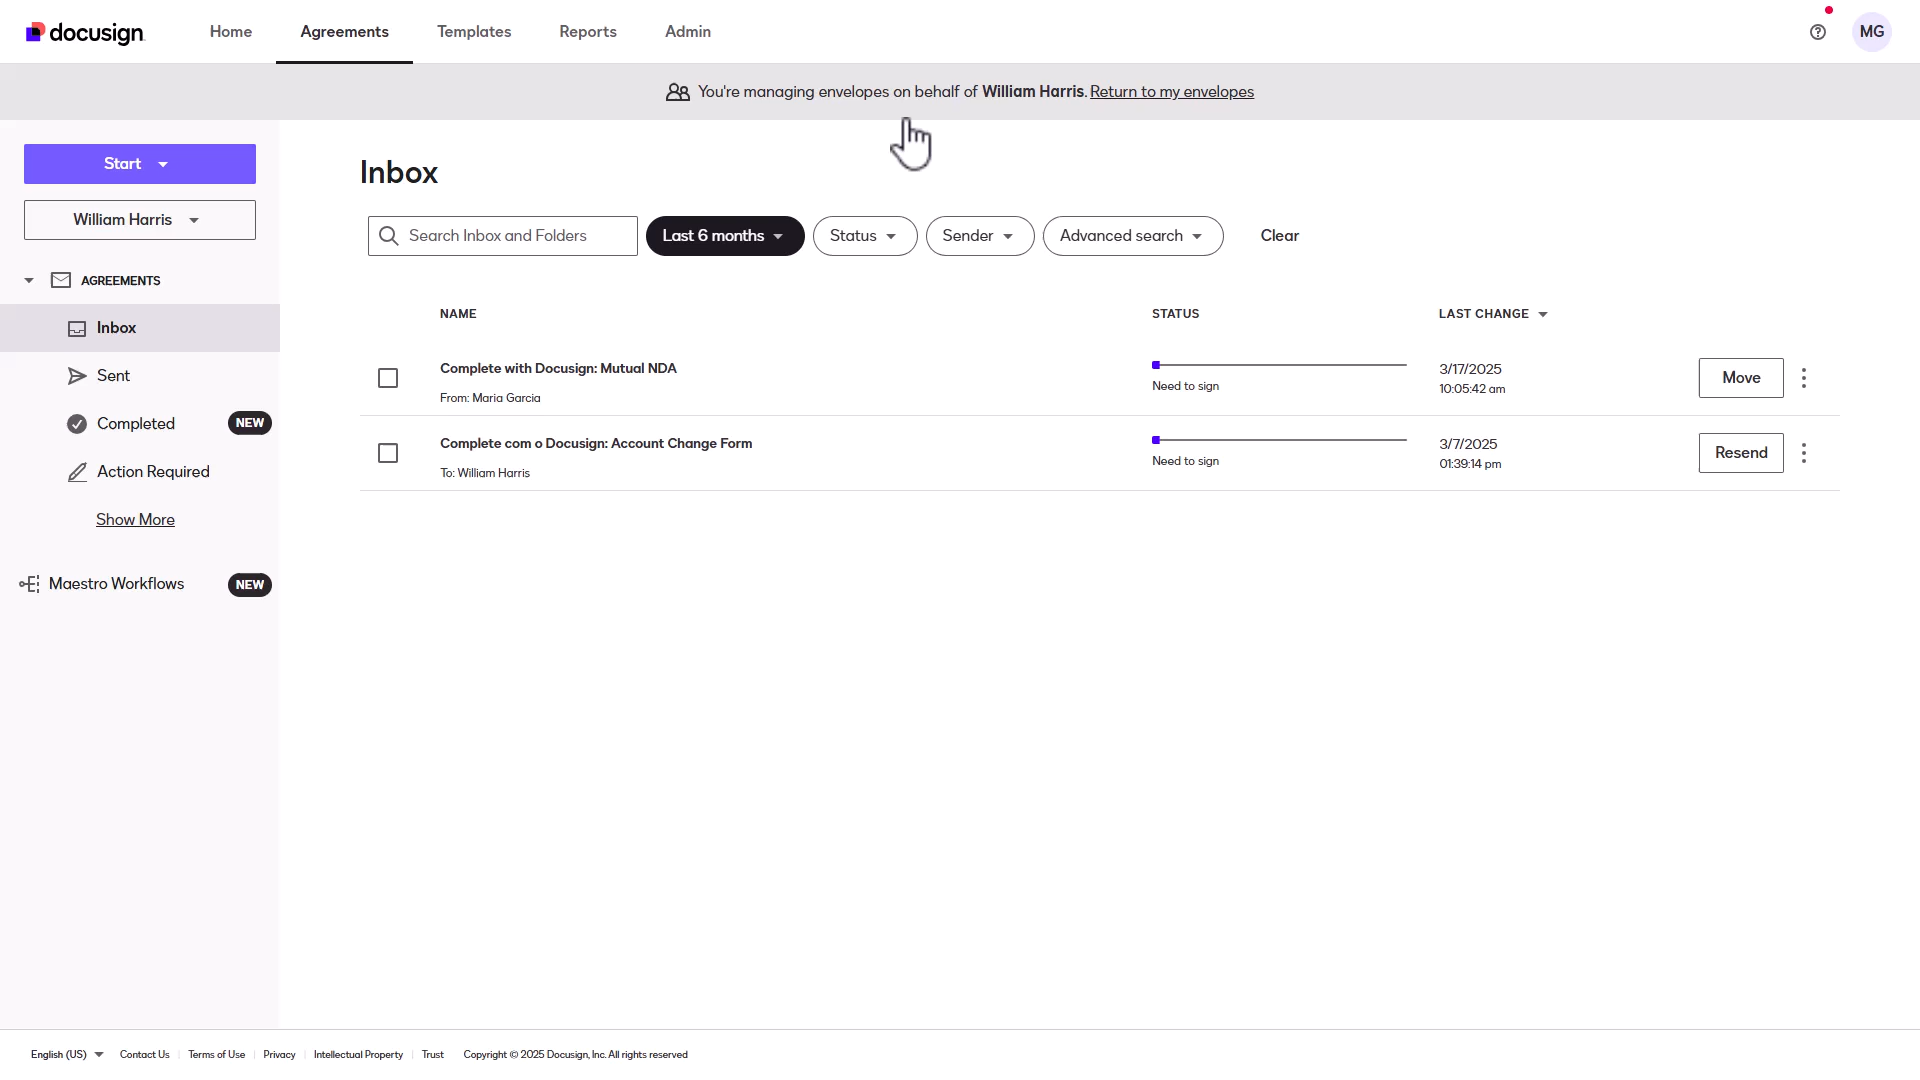 docusign
Home
Agreements
Templates
Reports
Admin
MG
You're managing envelopes on behalf of William Harris. Return to my envelopes
Start
William Harris
AGREEMENTS
Inbox
Sent
Completed
NEW
Action Required
Show More
Maestro Workflows
NEW
Inbox
Search Inbox and Folders
Last 6 months
Status
Sender
Advanced search
Clear
NAME
STATUS
LAST CHANGE
Complete with Docusign: Mutual NDA
From: Maria Garcia
Need to sign
3/17/2025
10:05:42 am
Move
Complete com o Docusign: Account Change Form
To: William Harris
Need to sign
3/7/2025
01:39:14 pm
Resend
English (US)
Contact Us
Terms of Use
Privacy
Intellectual Property
Trust
Copyright © 2025 Docusign, Inc. All rights reserved